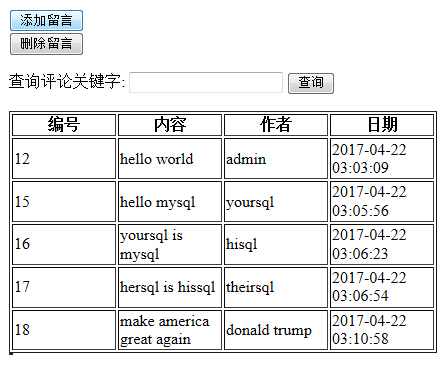 添加留言
删除留言
查询评论关键字: 查询
编号 内容 作者 日期
12 hello world admin 2017-04-22 03:03:09
15 hello mysql yoursql 2017-04-22 03:05:56
16 yoursql is mysql hisql 2017-04-22 03:06:23
17 hersql is hissql theirsql 2017-04-22 03:06:54
18 make america great again donald trump 2017-04-22 03:10:58